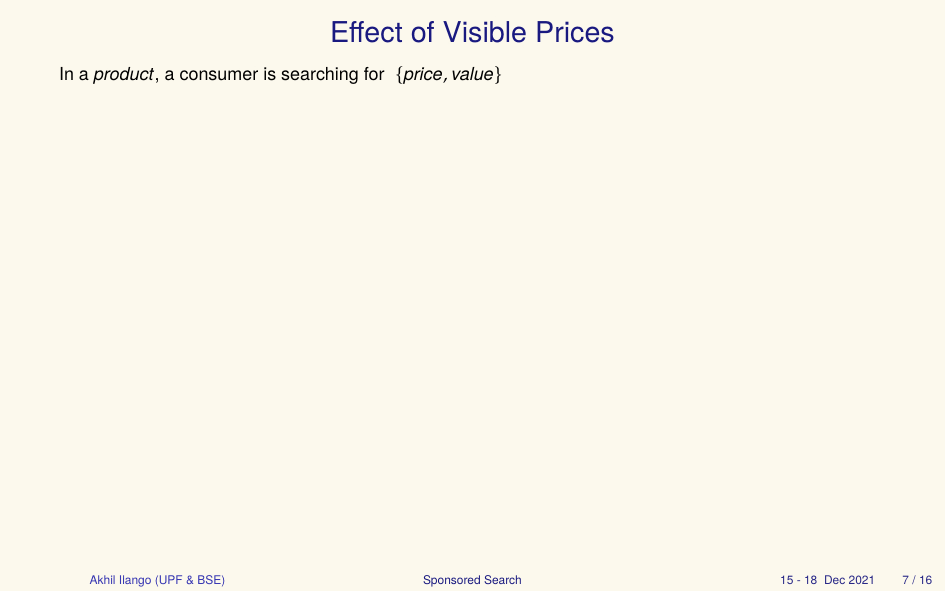 Effect of Visible Prices
In a product, a consumer is searching for {price, value}
Akhil Ilango (UPF & BSE) Sponsored Search 15 - 18 Dec 2021 7 / 16